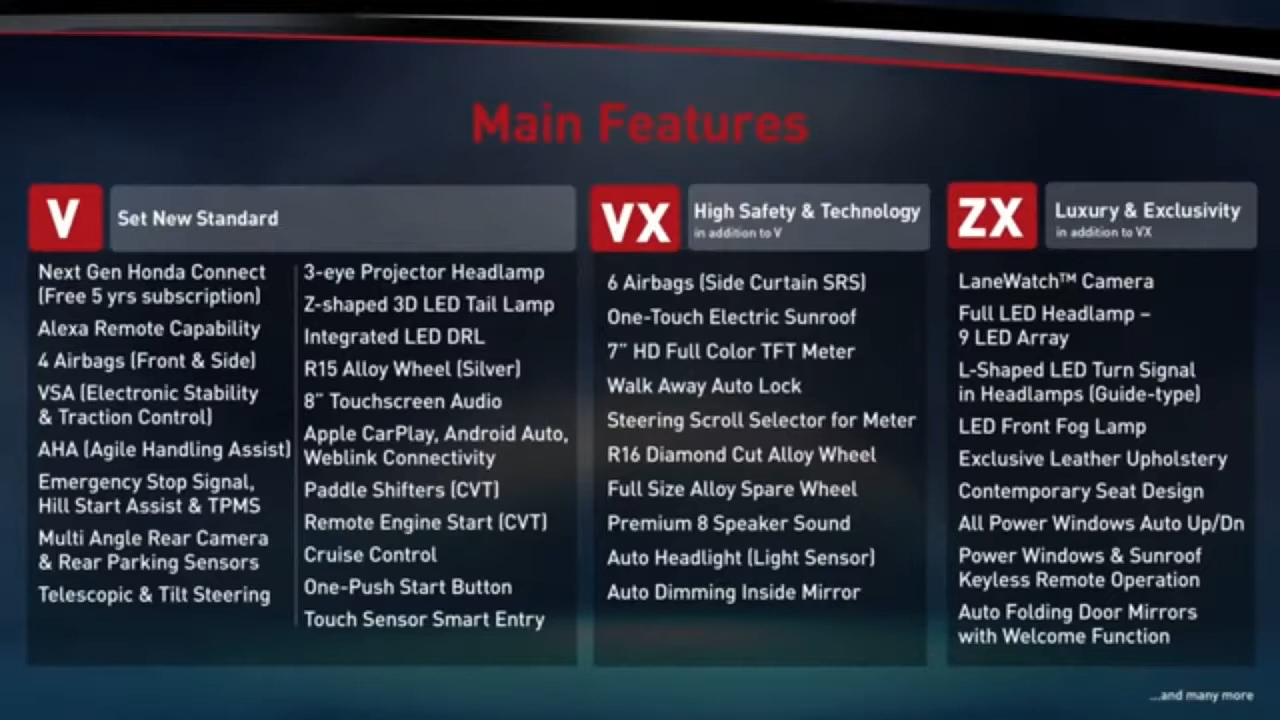 Main Features
V
Set New Standard
Next Gen Honda Connect
(Free 5 yrs subscription)
Alexa Remote Capability
4 Airbags (Front & Side)
VSA (Electronic Stability
& Traction Control)
AHA (Agile Handling Assist)
Emergency Stop Signal,
Hill Start Assist & TPMS
Multi Angle Rear Camera
& Rear Parking Sensors
Telescopic & Tilt Steering
3-eye Projector Headlamp
Z-shaped 3D LED Tail Lamp
Integrated LED DRL
R15 Alloy Wheel (Silver)
8” Touchscreen Audio
Apple CarPlay, Android Auto,
Weblink Connectivity
Paddle Shifters (CVT)
Remote Engine Start (CVT)
Cruise Control
One-Push Start Button
Touch Sensor Smart Entry
VX
High Safety & Technology
in addition to V
6 Airbags (Side Curtain SRS)
One-Touch Electric Sunroof
7” HD Full Color TFT Meter
Walk Away Auto Lock
Steering Scroll Selector for Meter
R16 Diamond Cut Alloy Wheel
Full Size Alloy Spare Wheel
Premium 8 Speaker Sound
Auto Headlight (Light Sensor)
Auto Dimming Inside Mirror
ZX
Luxury & Exclusivity
in addition to VX
LaneWatch™ Camera
Full LED Headlamp –
9 LED Array
L-Shaped LED Turn Signal
in Headlamps (Guide-type)
LED Front Fog Lamp
Exclusive Leather Upholstery
Contemporary Seat Design
All Power Windows Auto Up/Dn
Power Windows & Sunroof
Keyless Remote Operation
Auto Folding Door Mirrors
with Welcome Function
...and many more